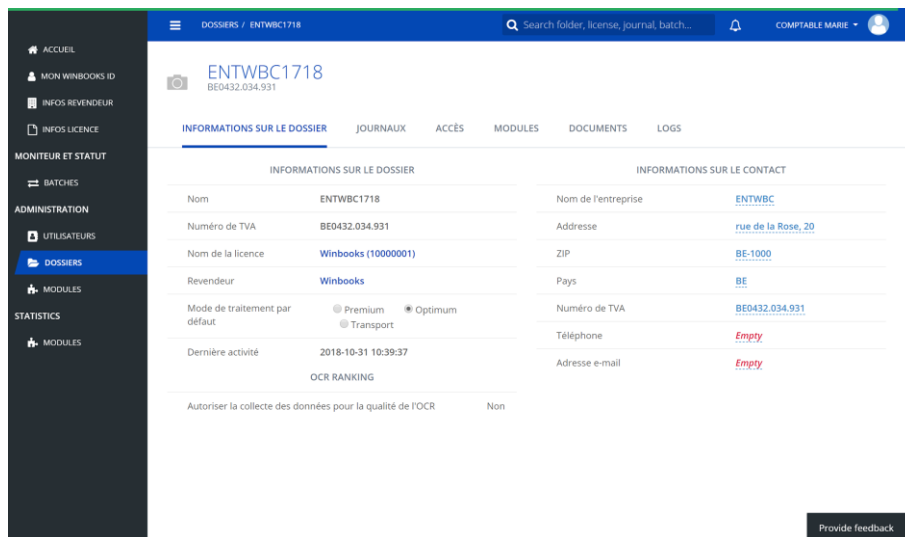 DOSSIERS / ENTWBC1718
Search folder, license, journal, batch...
COMPTABLE MARIE
ACCUEIL
MON WINBOOKS ID
INFOS REVENDEUR
INFOS LICENCE
MONITEUR ET STATUT
BATCHES
ADMINISTRATION
UTILISATEURS
DOSSIERS
MODULES
STATISTICS
MODULES
ENTWBC1718
BE0432.034.931
INFORMATIONS SUR LE DOSSIER JOURNAUX ACCÈS MODULES DOCUMENTS LOGS
INFORMATIONS SUR LE DOSSIER
Nom ENTWBC1718
Numéro de TVA BE0432.034.931
Nom de la licence Winbooks (10000001)
Revendeur Winbooks
Mode de traitement par
défaut
Premium Optimum
Transport
Dernière activité 2018-10-31 10:39:37
OCR RANKING
Autoriser la collecte des données pour la qualité de l'OCR Non
INFORMATIONS SUR LE CONTACT
Nom de l'entreprise ENTWBC
Addresse rue de la Rose, 20
ZIP BE-1000
Pays BE
Numéro de TVA BE0432.034.931
Téléphone Empty
Adresse e-mail Empty
Provide feedback